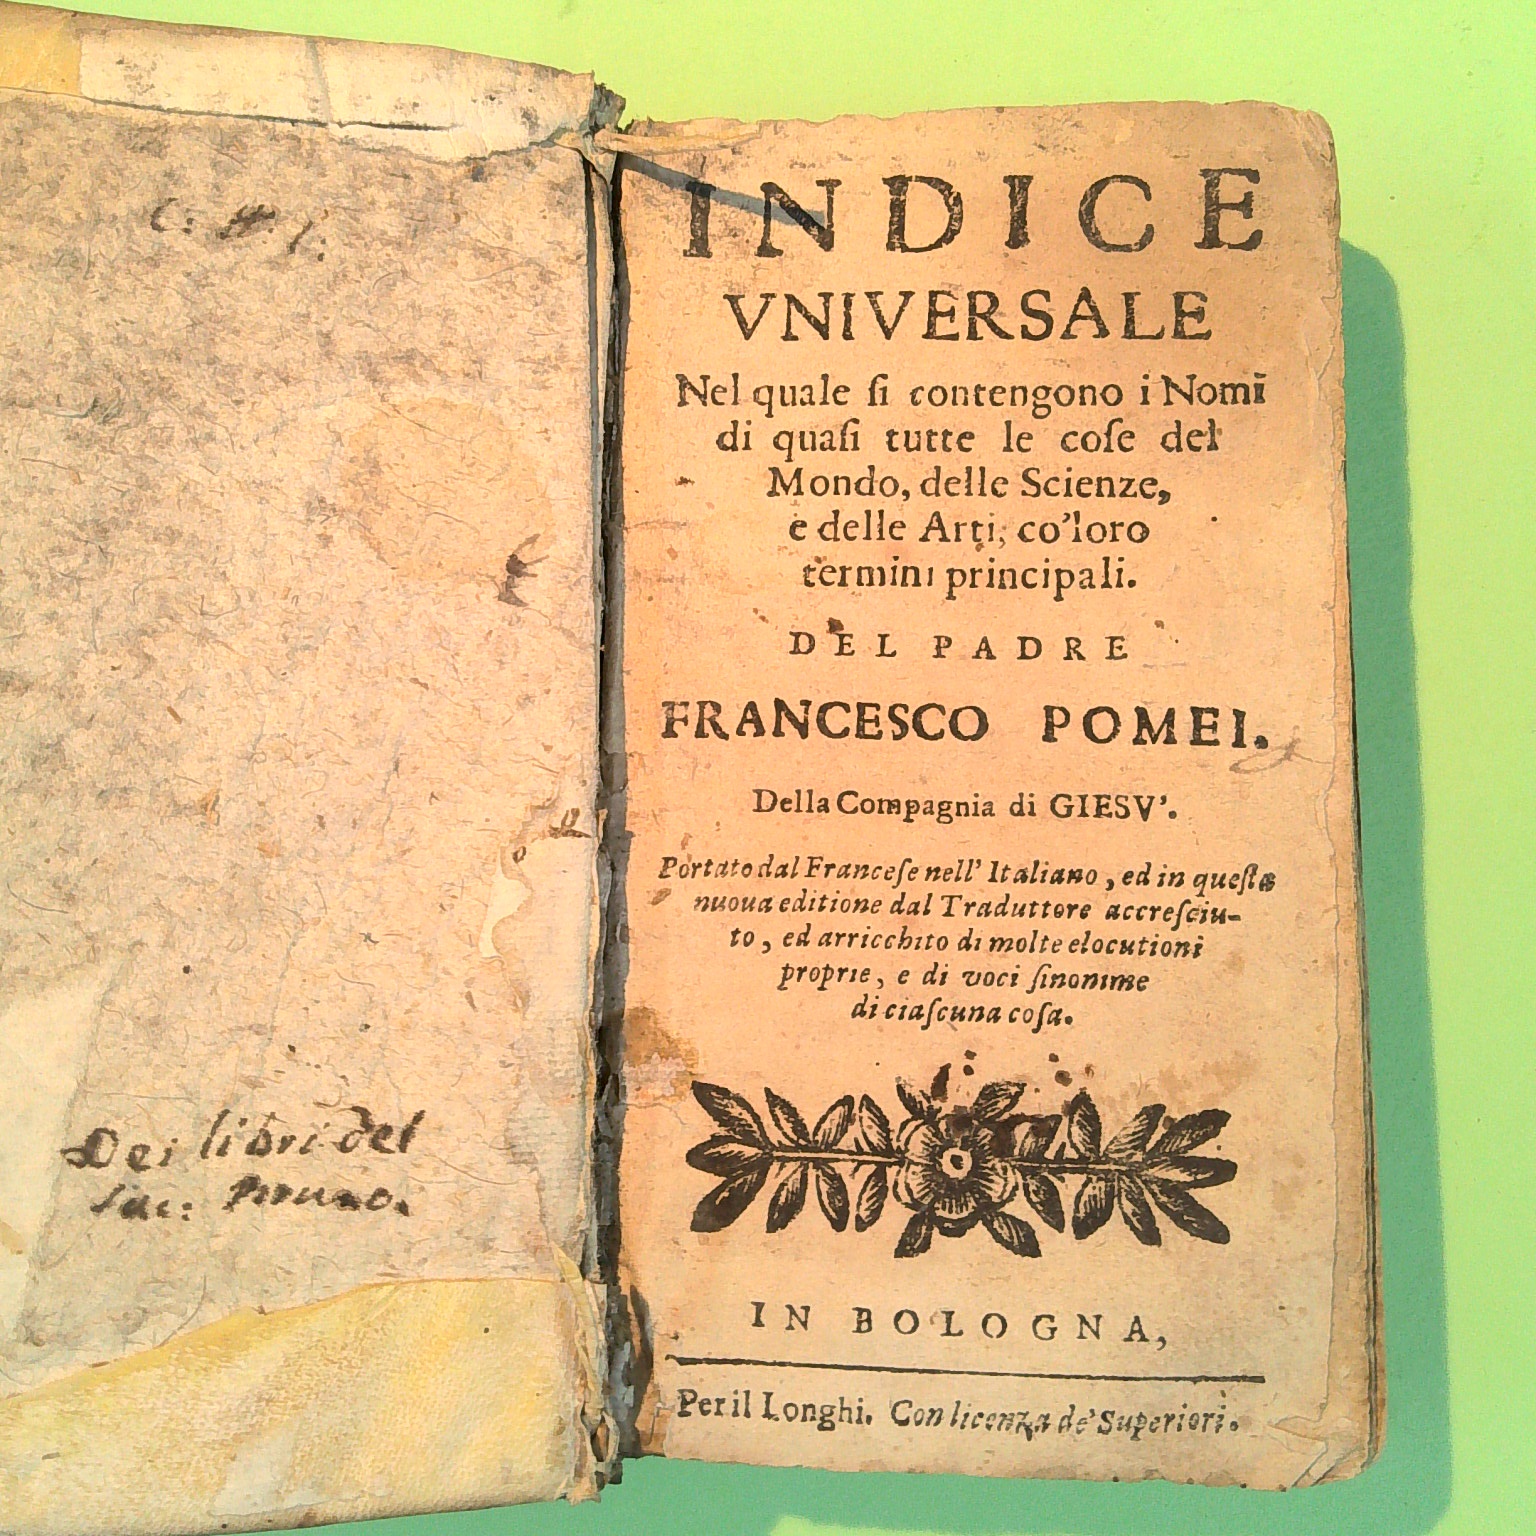 Dei libri del
Sac:
INDICE
VNIVERSALE
Nel quale ſi contengono i Nomi
di quaſi tutte le coſe del
Mondo, delle Scienze,
e delle Arti, co'loro
termini principali.
DEL PADRE
FRANCESCO POMEI.
Della Compagnia di GIESV'.
Portato dal Franceſe nell' Italiano, ed in queſta
nuoua editione dal Traduttore accreſciu-
to, ed arricchito di molte elocutioni
proprie, e di voci ſinonime
di ciaſcuna coſa.
IN BOLOGNA,
Per il Longhi. Con licenza de' Superiori.